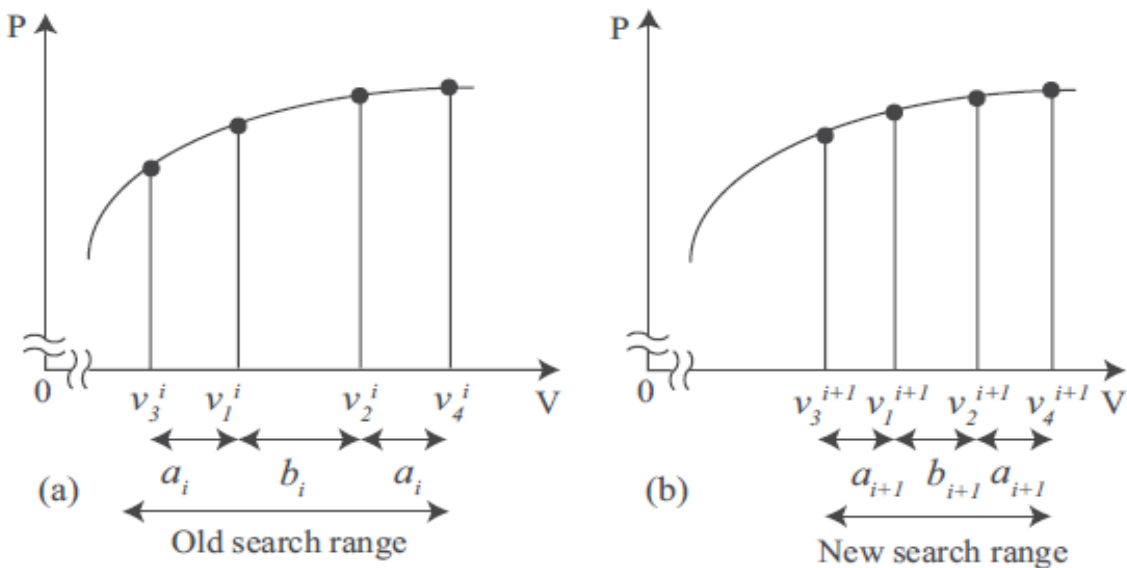 P
0
v₃ⁱ v₁ⁱ v₂ⁱ v₄ⁱ V
aᵢ bᵢ aᵢ
(a)
Old search range
P
0
v₃ⁱ⁺¹ v₁ⁱ⁺¹ v₂ⁱ⁺¹ v₄ⁱ⁺¹ V
aᵢ₊₁ bᵢ₊₁ aᵢ₊₁
(b)
New search range